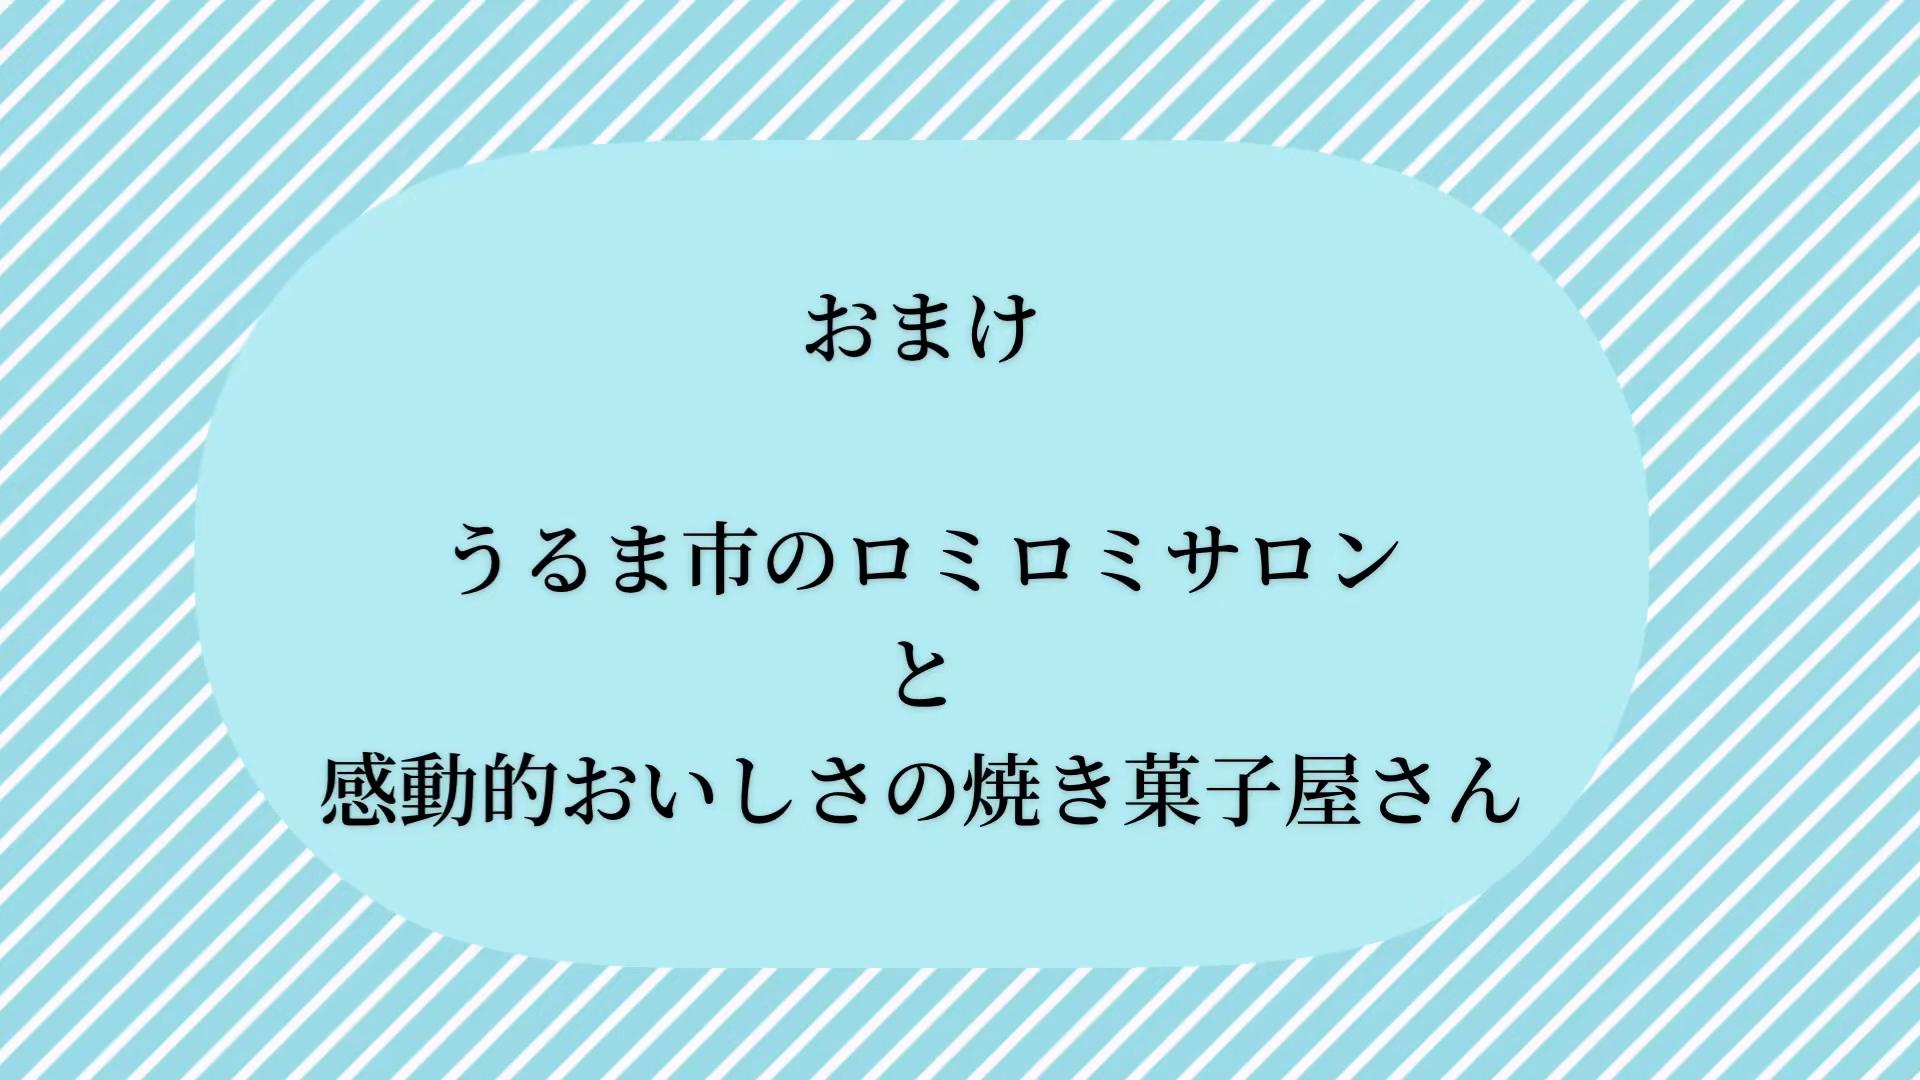 おまけ
うるま市のロミロミサロン
と
感動的おいしさの焼き菓子屋さん